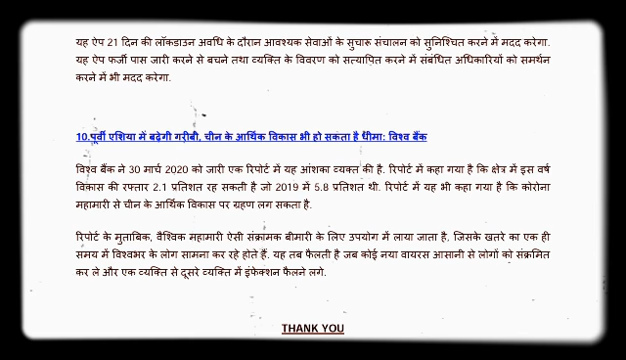 यह ऐप 21 दिन की लॉकडाउन अवधि के दौरान आवश्यक सेवाओं के सुचारू संचालन को सुनिश्चित करने में मदद करेगा.
यह ऐप फर्जी पास जारी करने से बचने तथा व्यक्ति के विवरण को सत्यापित करने में संबंधित अधिकारियों को समर्थन
करने में भी मदद करेगा.
10.पूर्वी एशिया में बढ़ेगी गरीबी, चीन के आर्थिक विकास भी हो सकता है धीमा: विश्व बैंक
विश्व बैंक ने 30 मार्च 2020 को जारी एक रिपोर्ट में यह आंशका व्यक्त की है. रिपोर्ट में कहा गया है कि क्षेत्र में इस वर्ष
विकास की रफ्तार 2.1 प्रतिशत रह सकती है जो 2019 में 5.8 प्रतिशत थी. रिपोर्ट में यह भी कहा गया है कि कोरोना
महामारी से चीन के आर्थिक विकास पर ग्रहण लग सकता है.
रिपोर्ट के मुताबिक, वैश्विक महामारी ऐसी संक्रामक बीमारी के लिए उपयोग में लाया जाता है, जिसके खतरे का एक ही
समय में विश्वभर के लोग सामना कर रहे होते हैं. यह तब फैलती है जब कोई नया वायरस आसानी से लोगों को संक्रमित
कर ले और एक व्यक्ति से दूसरे व्यक्ति में इंफेक्शन फैलने लगे.
THANK YOU